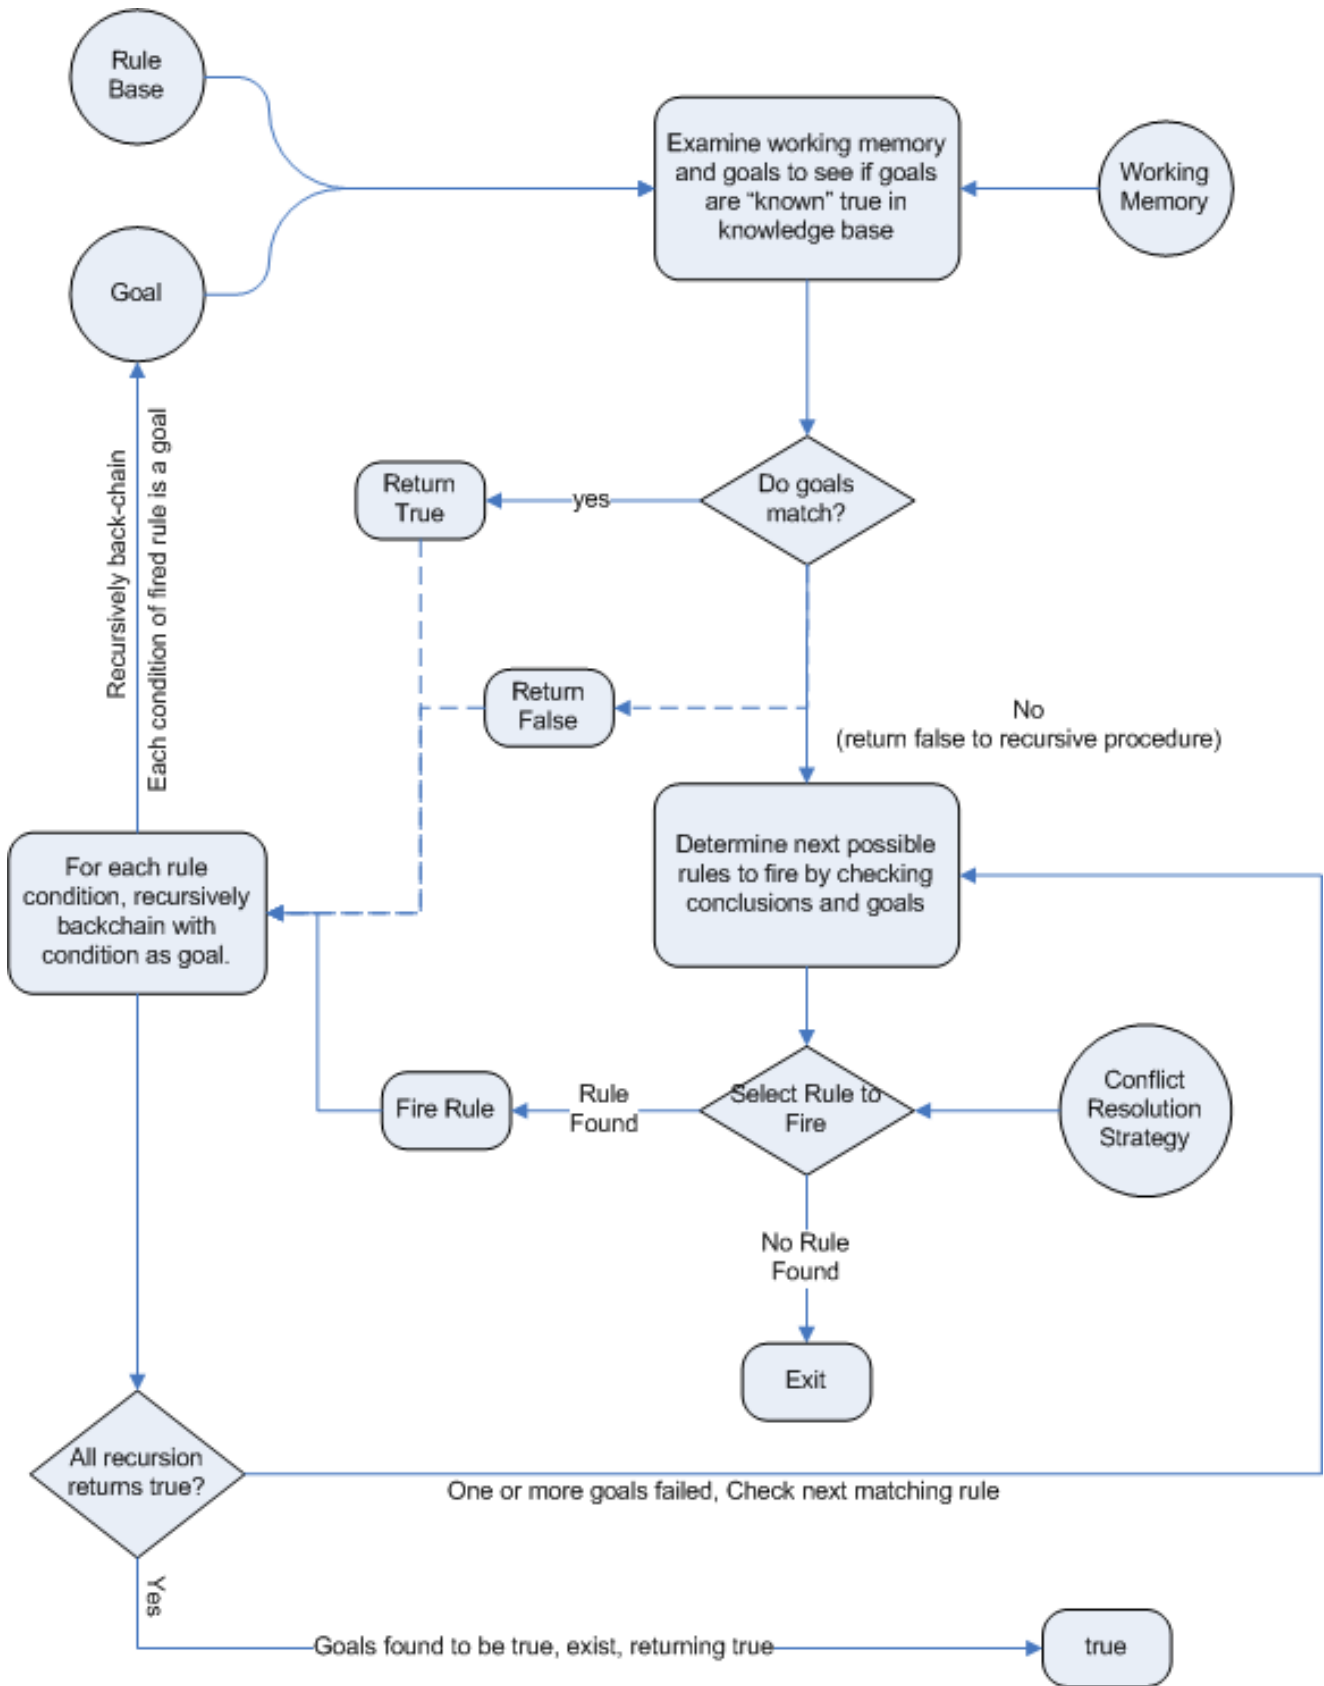 Rule
Base
Examine working memory
and goals to see if goals
are “known” true in
knowledge base
Working
Memory
Goal
Recursively back-chain
Each condition of fired rule is a goal
Return
True
yes
Do goals
match?
Return
False
No
(return false to recursive procedure)
For each rule
condition, recursively
backchain with
condition as goal.
Determine next possible
rules to fire by checking
conclusions and goals
Fire Rule
Rule
Found
Select Rule to
Fire
Conflict
Resolution
Strategy
No Rule
Found
Exit
All recursion
returns true?
One or more goals failed, Check next matching rule
Yes
Goals found to be true, exist, returning true
true